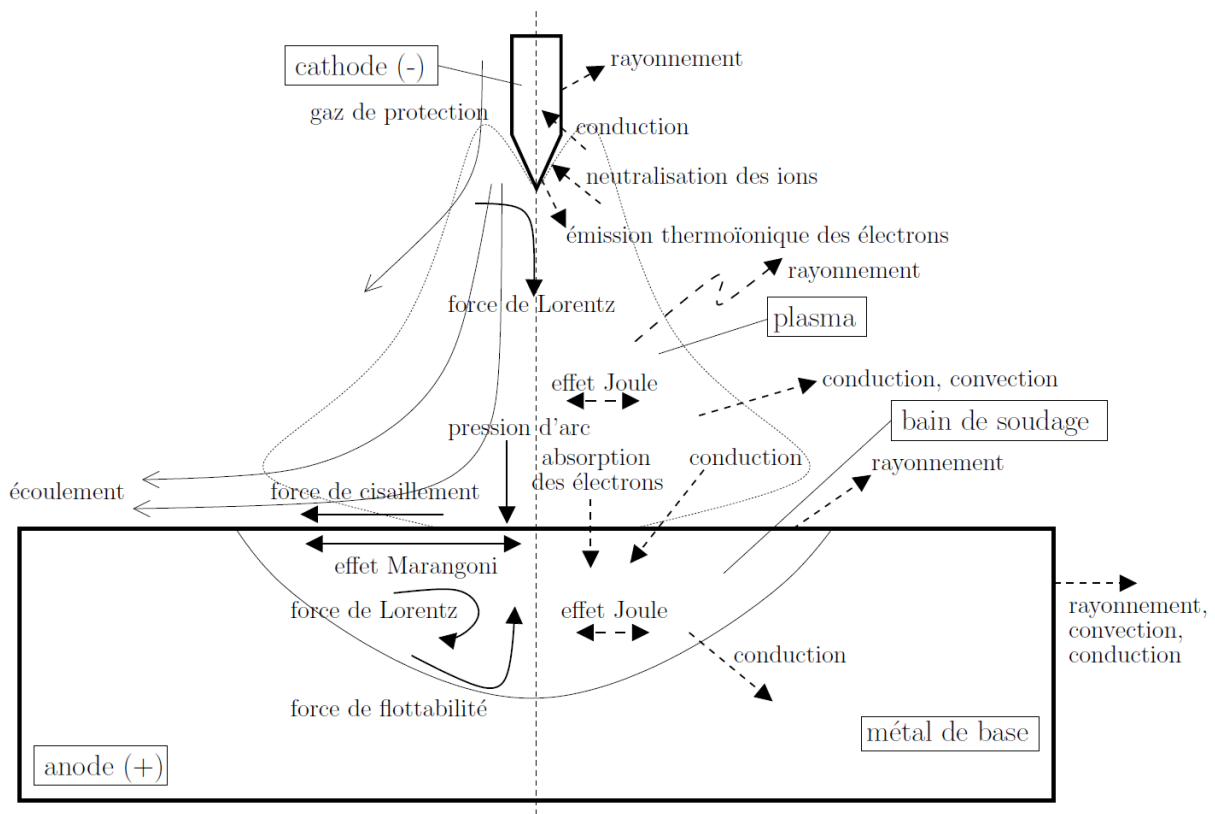 cathode (-)
rayonnement
gaz de protection
conduction
neutralisation des ions
émission thermoïonique des électrons
rayonnement
force de Lorentz
plasma
effet Joule
conduction, convection
bain de soudage
pression d'arc
absorption
des électrons
conduction
rayonnement
écoulement
force de cisaillement
effet Marangoni
force de Lorentz
effet Joule
rayonnement,
convection,
conduction
conduction
force de flottabilité
métal de base
anode (+)